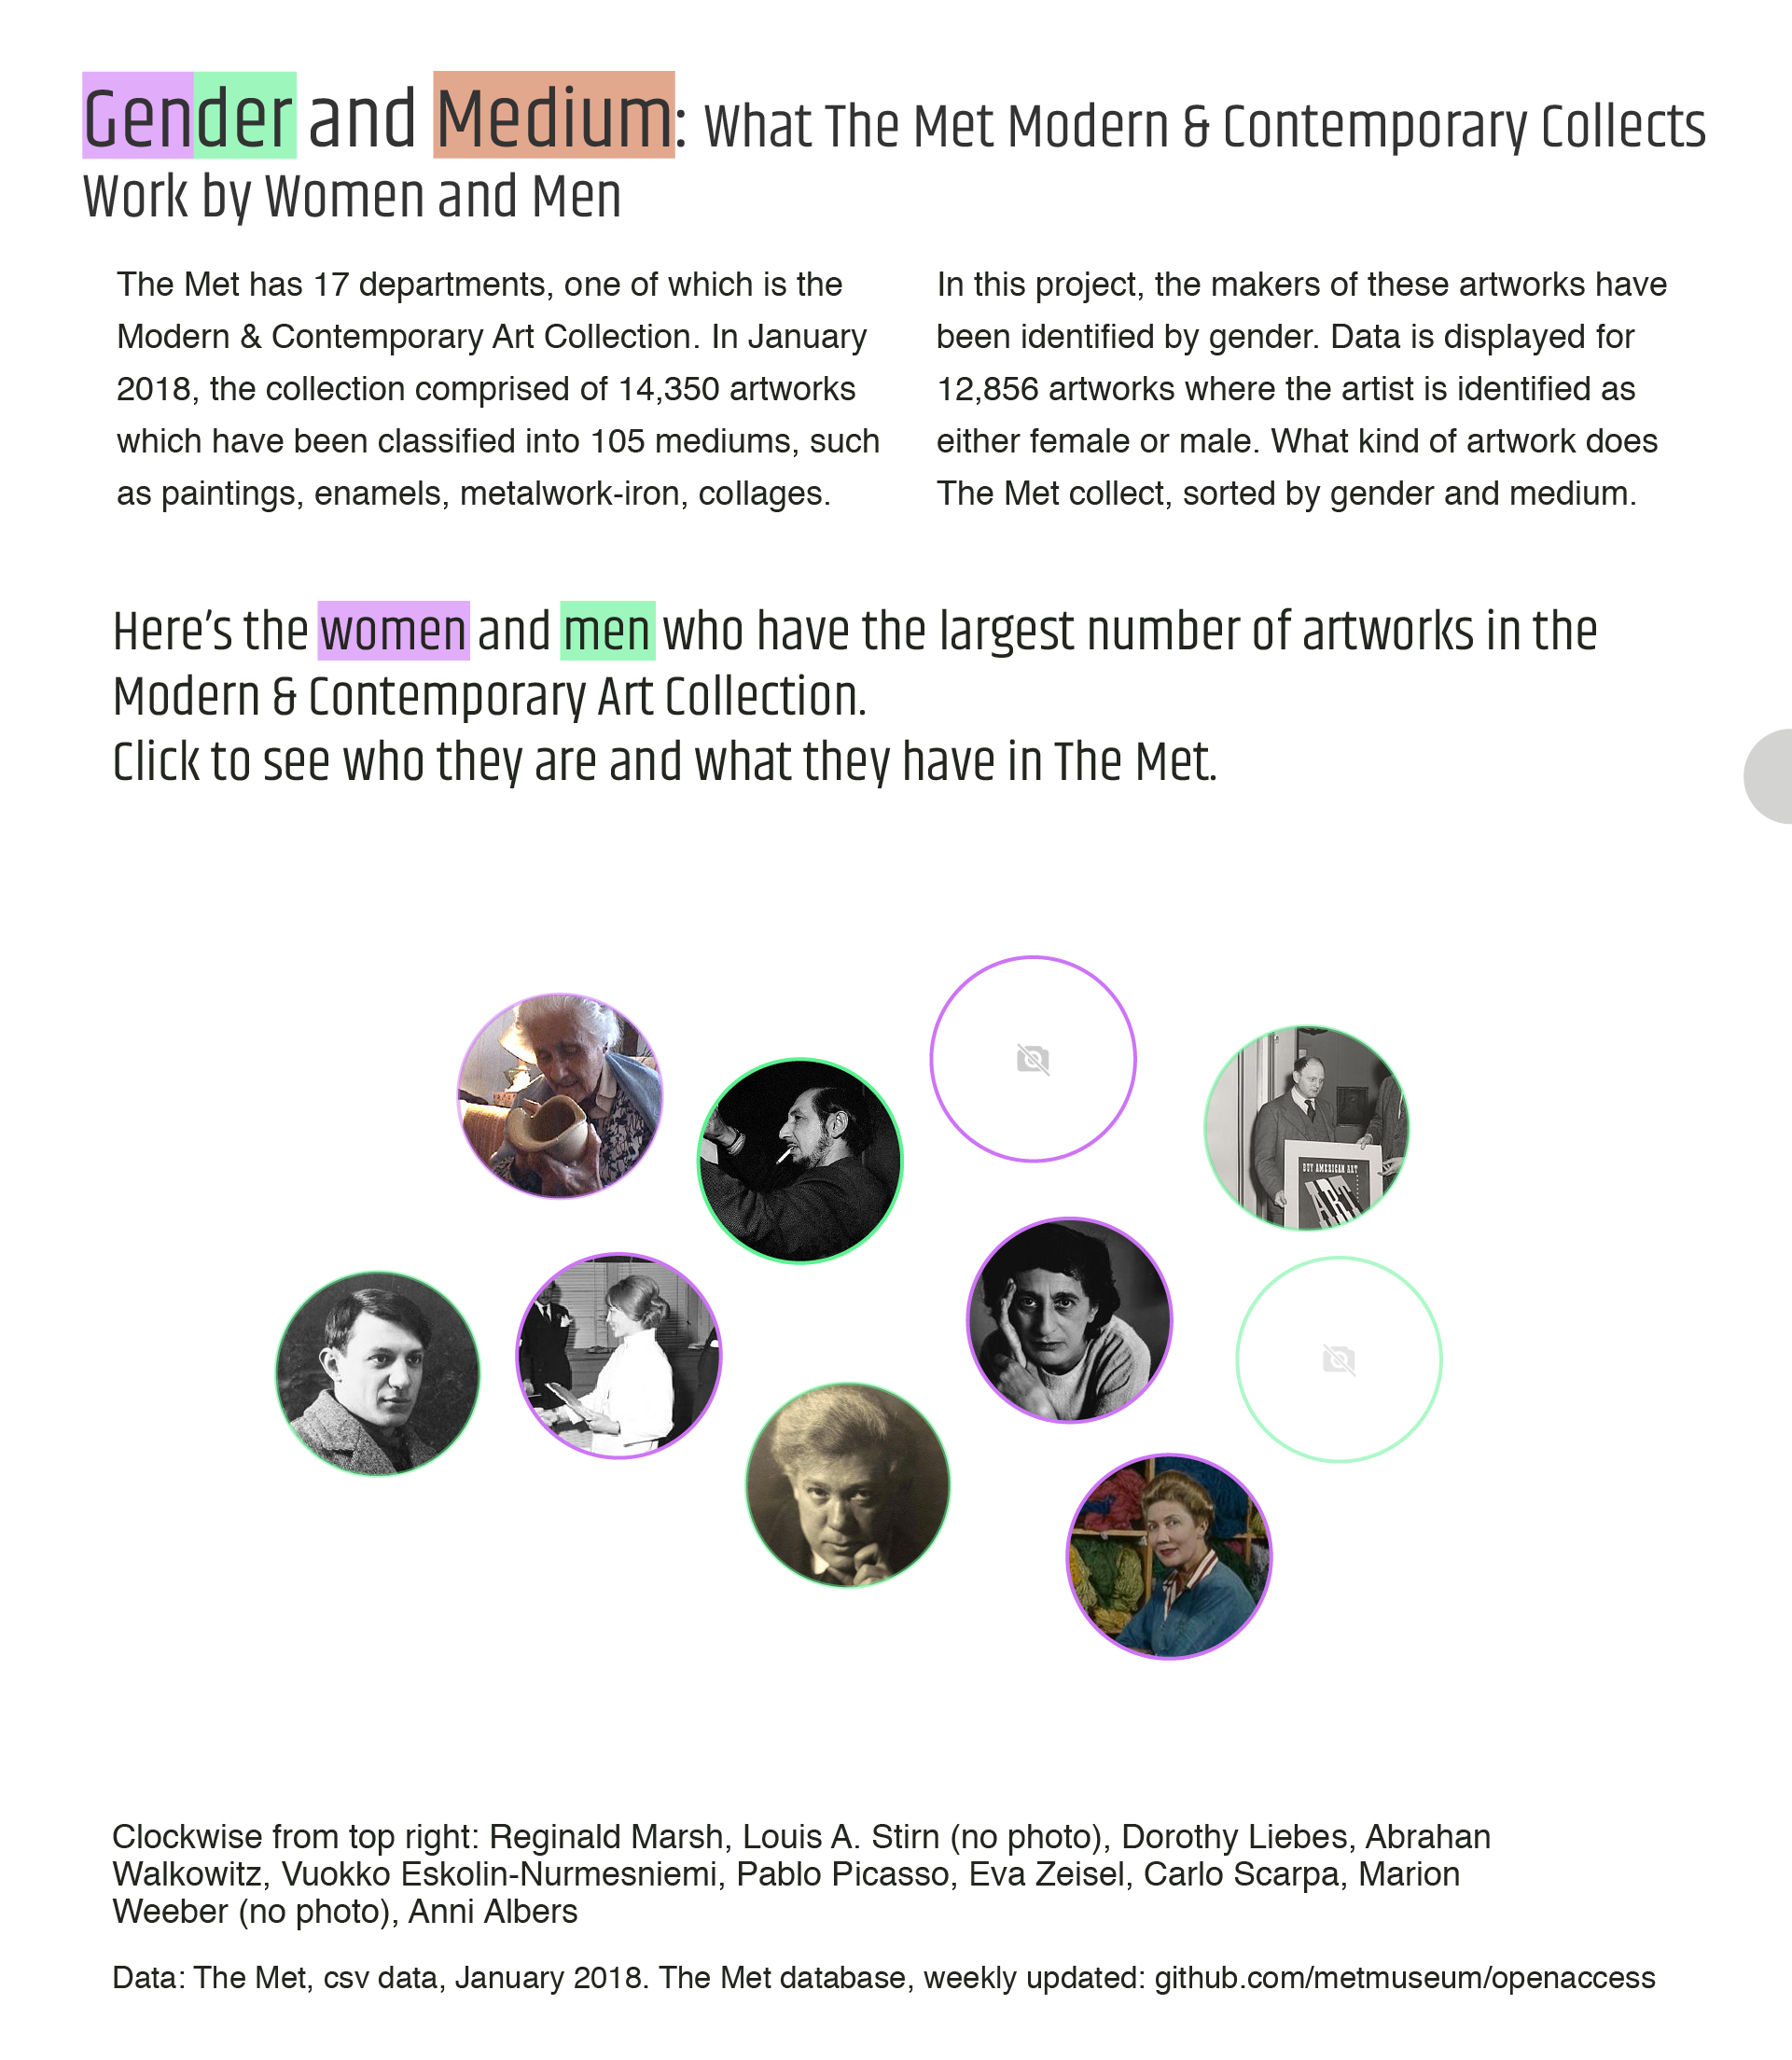 Gender and Medium: What The Met Modern & Contemporary Collects
Work by Women and Men
The Met has 17 departments, one of which is the
Modern & Contemporary Art Collection. In January
2018, the collection comprised of 14,350 artworks
which have been classified into 105 mediums, such
as paintings, enamels, metalwork-iron, collages.
In this project, the makers of these artworks have
been identified by gender. Data is displayed for
12,856 artworks where the artist is identified as
either female or male. What kind of artwork does
The Met collect, sorted by gender and medium.
Here’s the women and men who have the largest number of artworks in the
Modern & Contemporary Art Collection.
Click to see who they are and what they have in The Met.
BUY AMERICAN ART
ART
Clockwise from top right: Reginald Marsh, Louis A. Stirn (no photo), Dorothy Liebes, Abrahan
Walkowitz, Vuokko Eskolin-Nurmesniemi, Pablo Picasso, Eva Zeisel, Carlo Scarpa, Marion
Weeber (no photo), Anni Albers
Data: The Met, csv data, January 2018. The Met database, weekly updated: github.com/metmuseum/openaccess